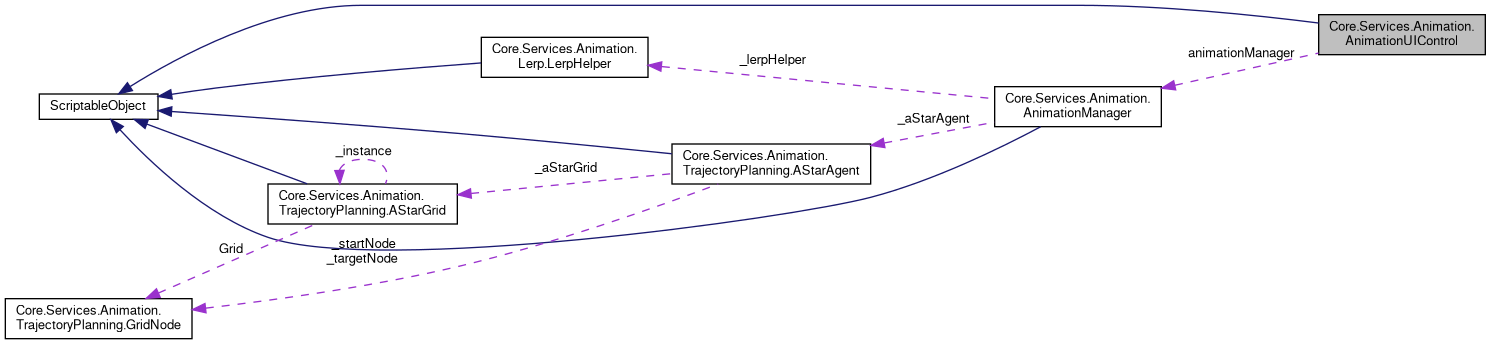 Core.Services.Animation.
AnimationUIControl
animationManager
Core.Services.Animation.
Lerp.LerpHelper
_lerpHelper
ScriptableObject
Core.Services.Animation.
AnimationManager
_aStarAgent
_instance
Core.Services.Animation.
TrajectoryPlanning.AStarAgent
_aStarGrid
Core.Services.Animation.
TrajectoryPlanning.AStarGrid
Grid
_startNode
_targetNode
Core.Services.Animation.
TrajectoryPlanning.GridNode